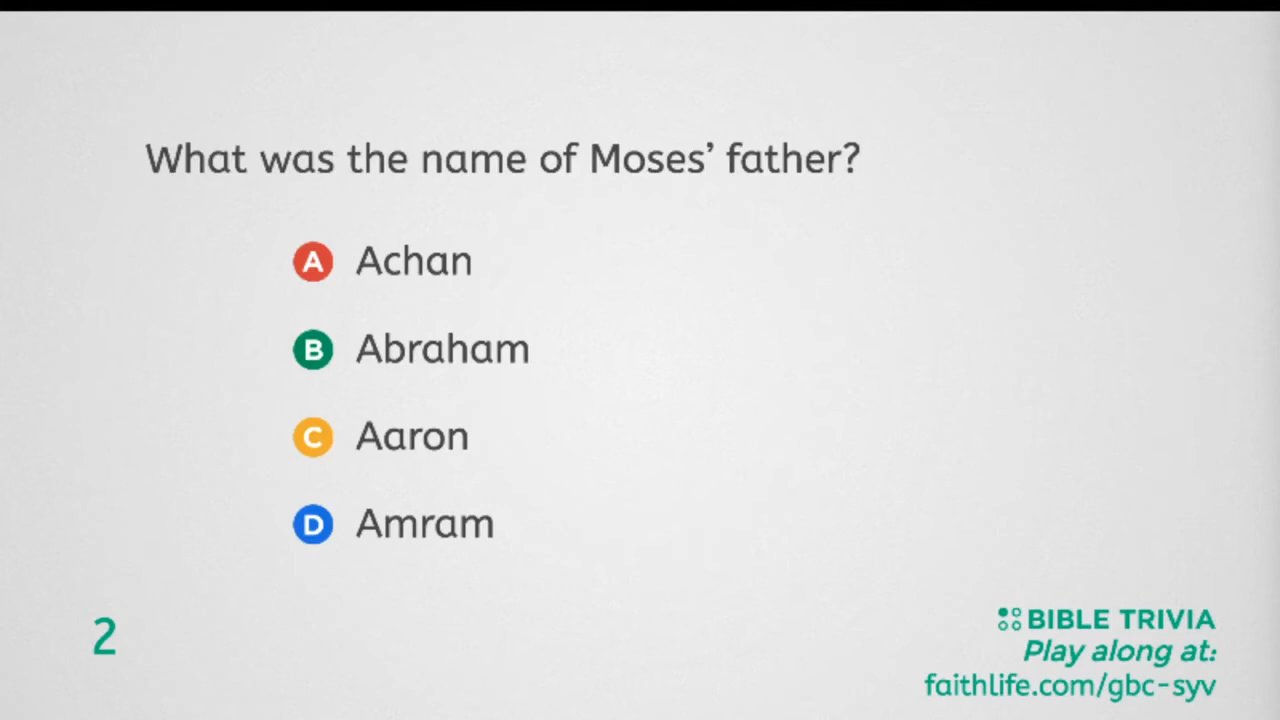 What was the name of Moses’ father?
A Achan
B Abraham
C Aaron
D Amram
2
BIBLE TRIVIA
Play along at:
faithlife.com/gbc-syv